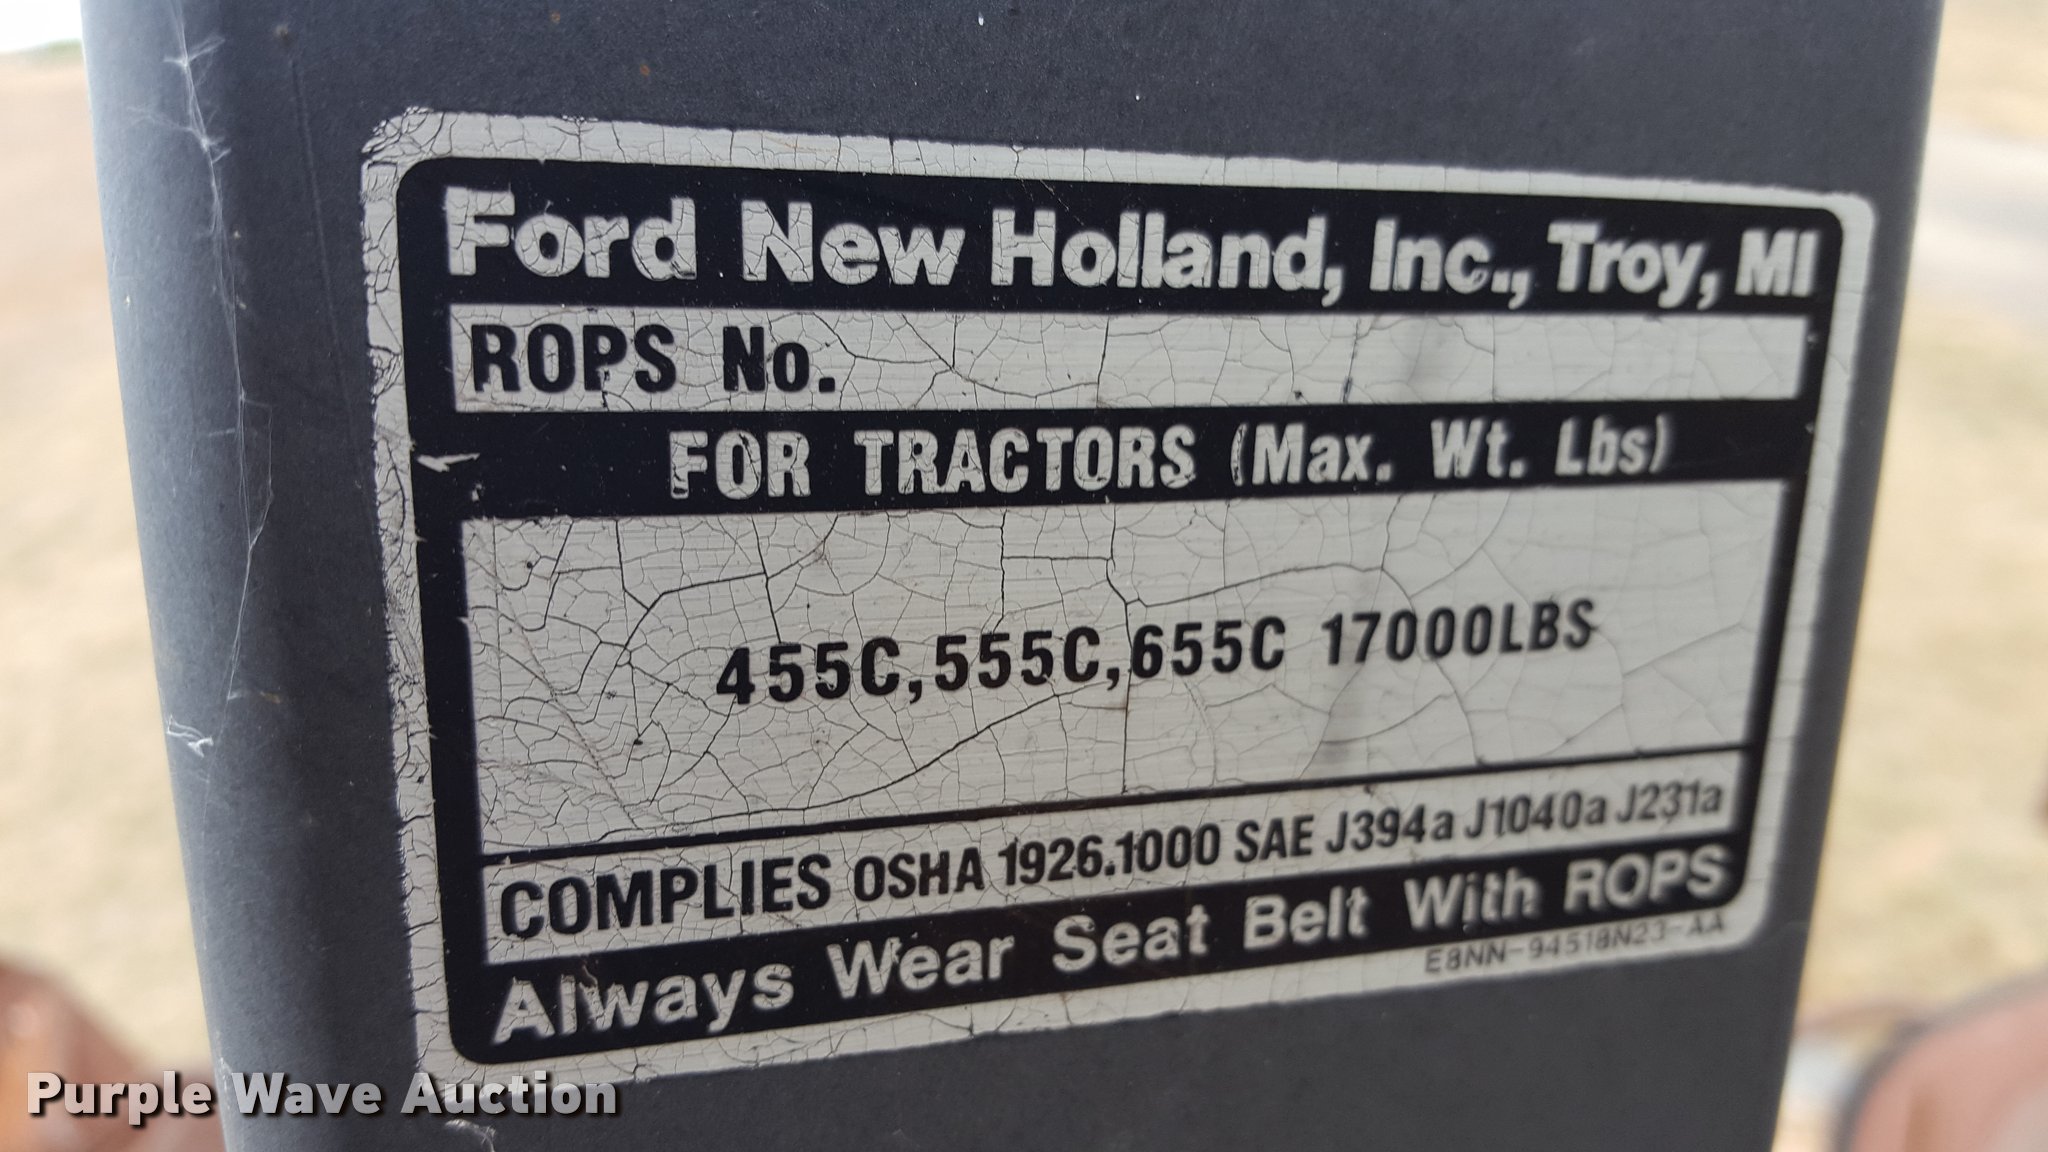 Ford New Holland, Inc., Troy, MI
ROPS No.
FOR TRACTORS (Max. Wt. Lbs)
455C,555C,655C 17000LBS
COMPLIES OSHA 1926.1000 SAE J394a J1040a J231a
Always Wear Seat Belt With ROPS
E8NN-94518N23-AA
Purple Wave Auction